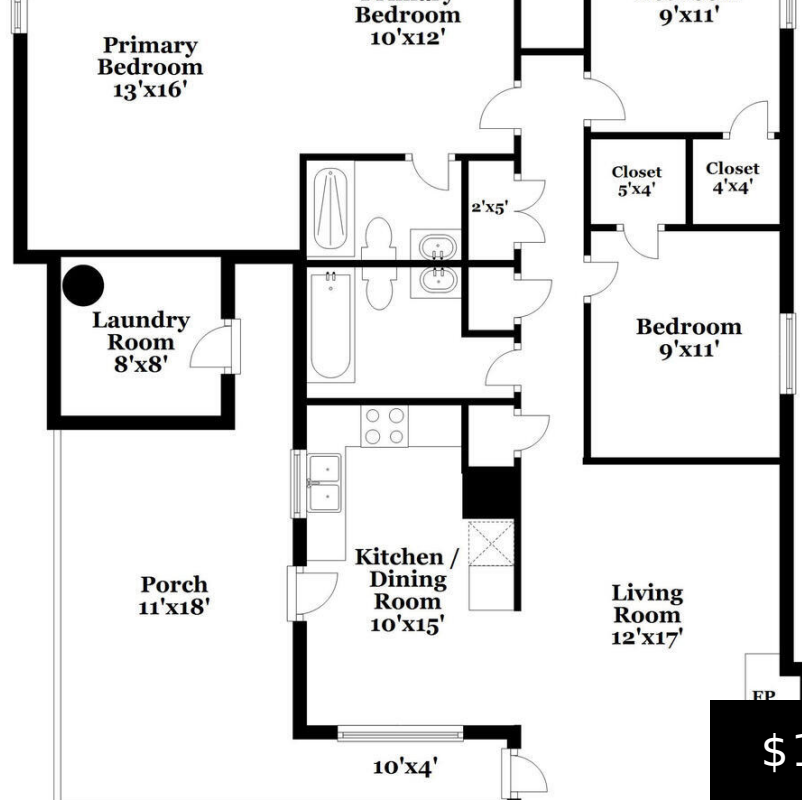 Bedroom
10'x12'
9'x11'
Primary
Bedroom
13'x16'
Closet
5'x4'
Closet
4'x4'
2'x5'
Laundry
Room
8'x8'
Bedroom
9'x11'
Kitchen /
Dining
Room
10'x15'
Porch
11'x18'
Living
Room
12'x17'
FP
$1
10'x4'